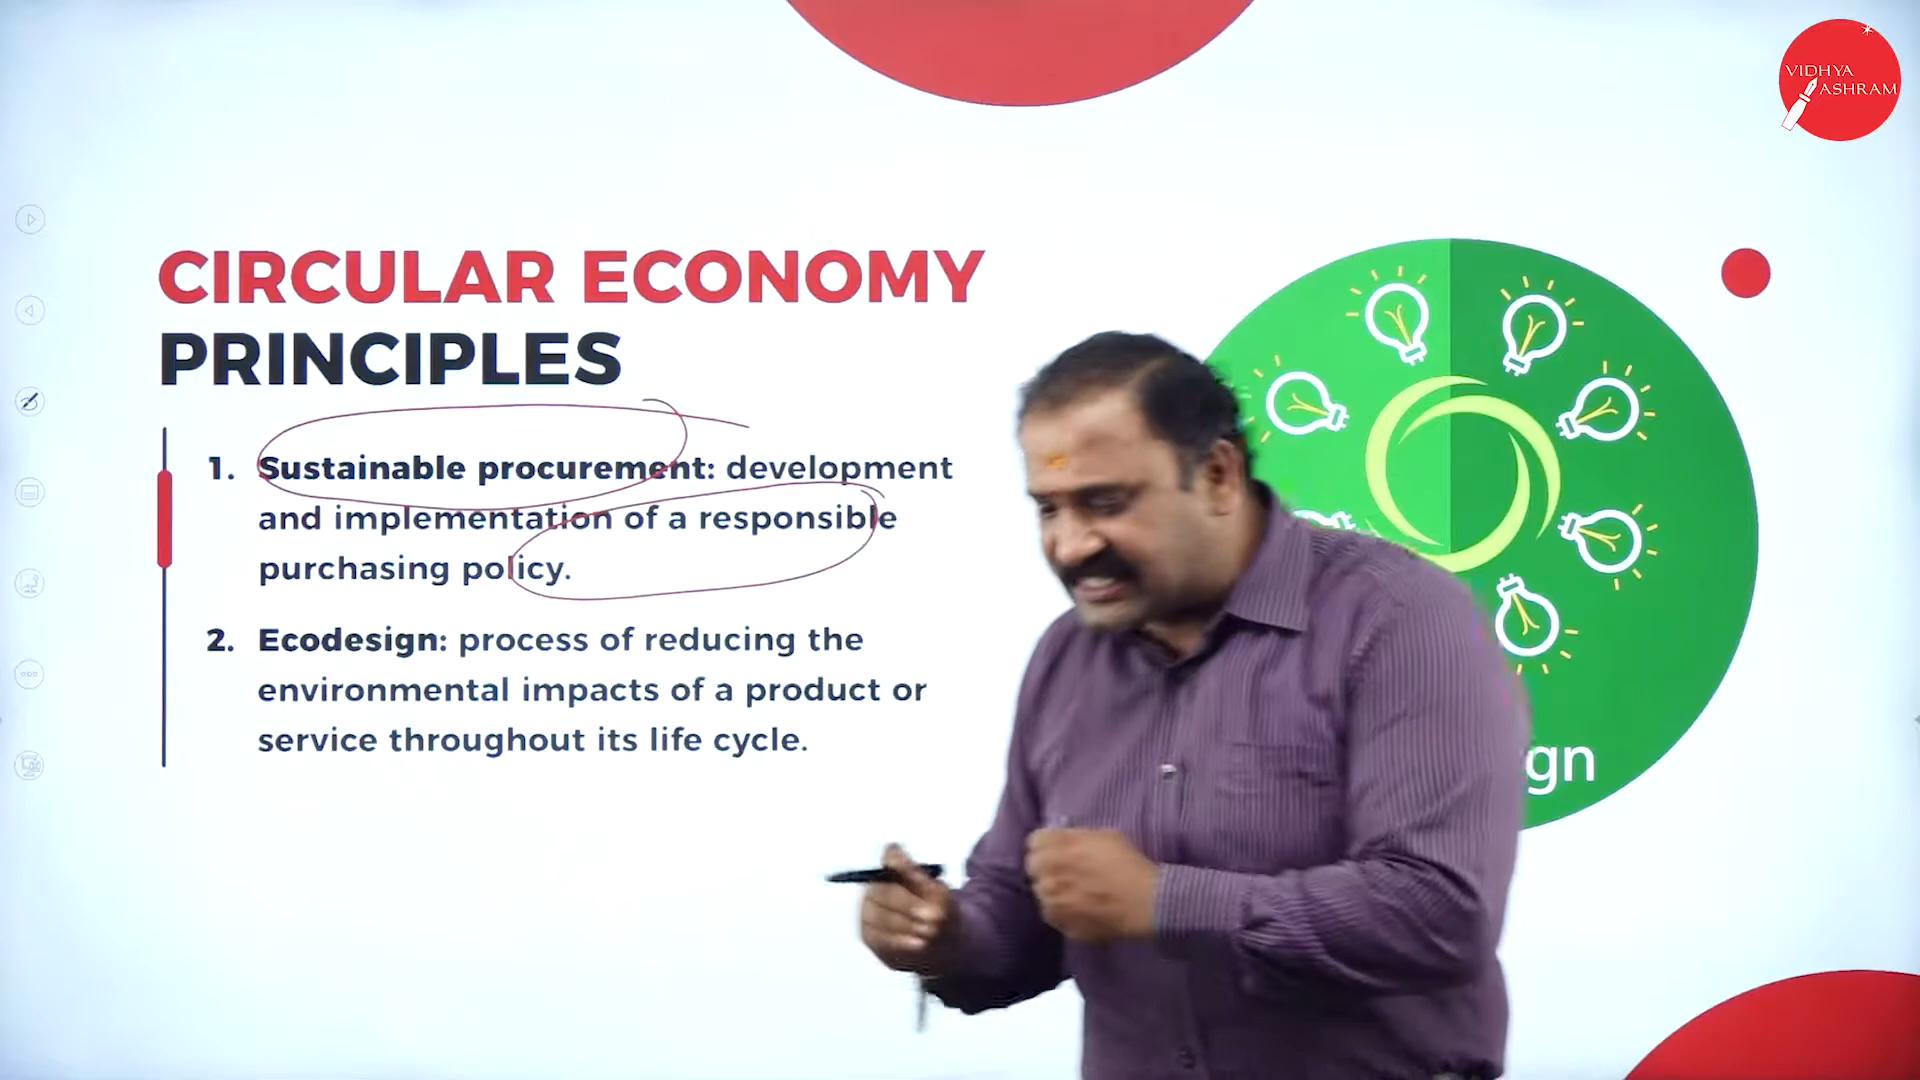 VIDHYA
ASHRAM
CIRCULAR ECONOMY
PRINCIPLES
1. Sustainable procurement: development
and implementation of a responsible
purchasing policy.
2. Ecodesign: process of reducing the
environmental impacts of a product or
service throughout its life cycle.
gn